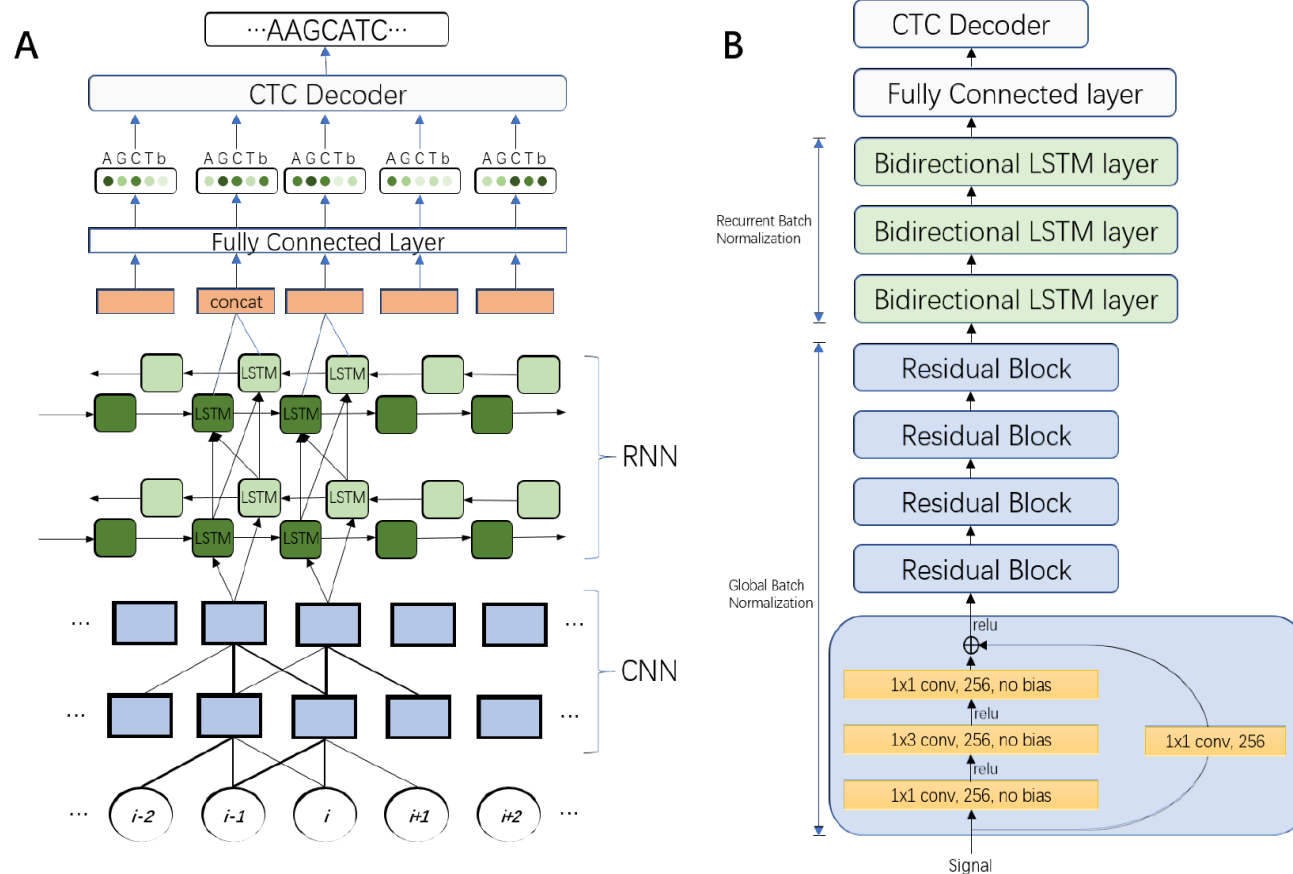 A
···AAGCATC···
CTC Decoder
A G C T b
A G C T b
A G C T b
A G C T b
A G C T b
Fully Connected Layer
concat
LSTM
LSTM
LSTM
LSTM
RNN
LSTM
LSTM
LSTM
LSTM
···
···
CNN
···
···
···
i-2
i-1
i
i+1
i+2
···
B
CTC Decoder
Fully Connected layer
Bidirectional LSTM layer
Recurrent Batch
Normalization
Bidirectional LSTM layer
Bidirectional LSTM layer
Residual Block
Residual Block
Residual Block
Residual Block
Global Batch
Normalization
relu
1x1 conv, 256, no bias
relu
1x3 conv, 256, no bias
1x1 conv, 256
relu
1x1 conv, 256, no bias
Signal